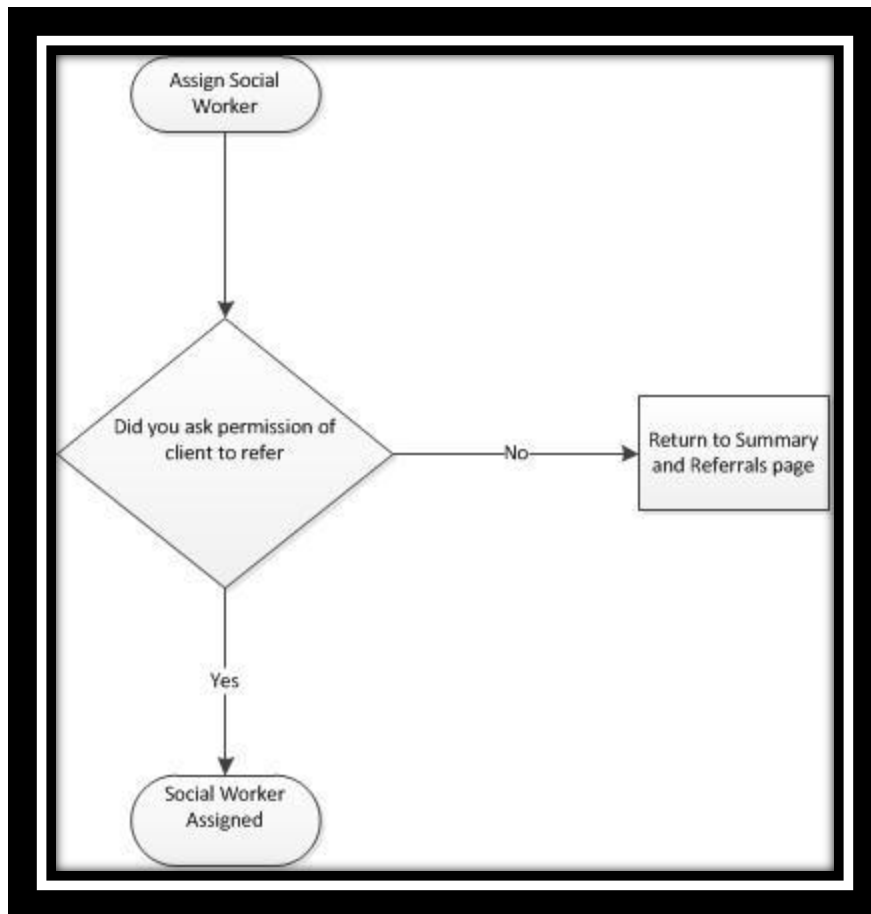 Assign Social
Worker
Did you ask permission of
client to refer
No
Return to Summary
and Referrals page
Yes
Social Worker
Assigned